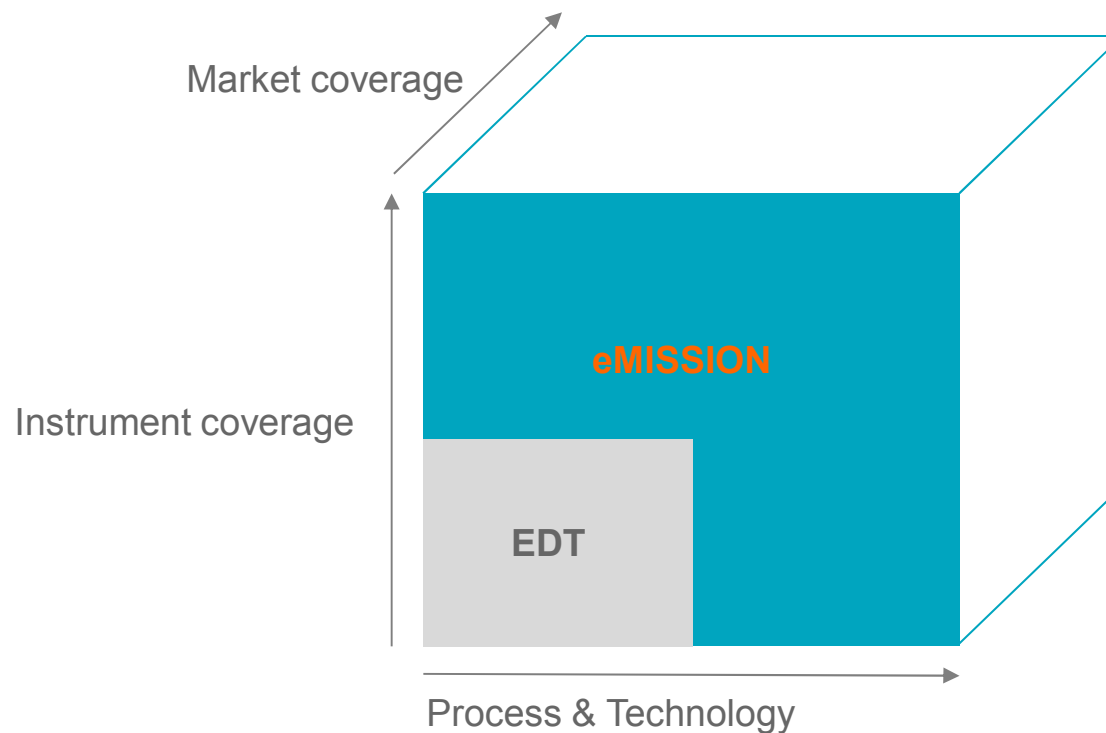 Market coverage
eMISSION
Instrument coverage
EDT
Process & Technology